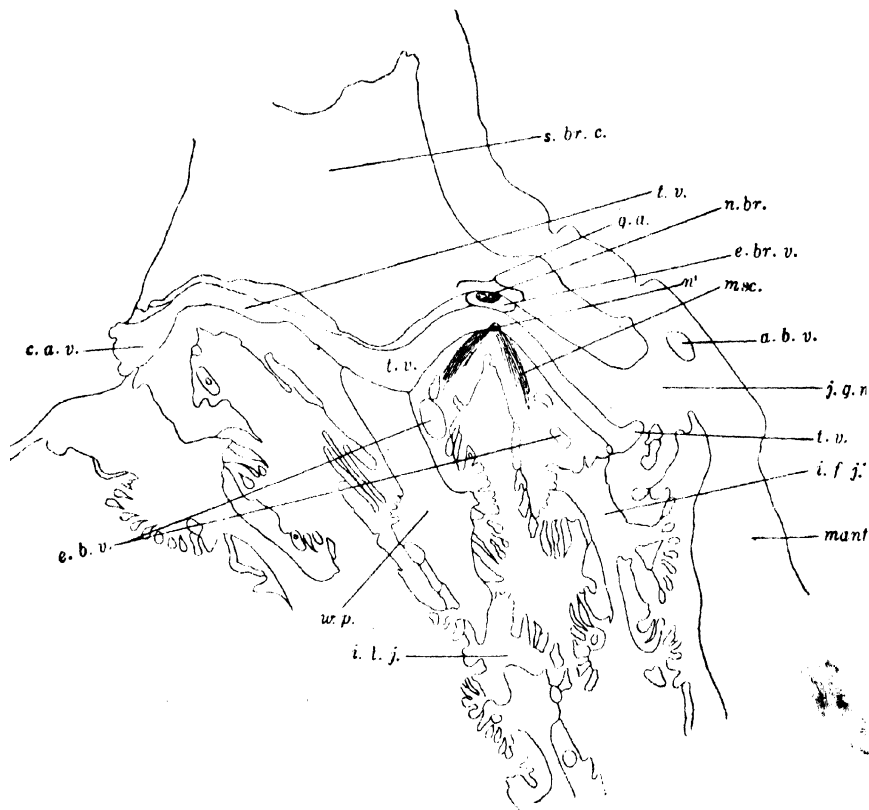 s. br. c.
t. v.
n. br.
g. a.
e. br. v.
n'
msc.
c. a. v.
a. b. v.
t. v.
j. g. n
t. v.
i. f j.'
e. b. v.
mant
w. p.
i. l. j.